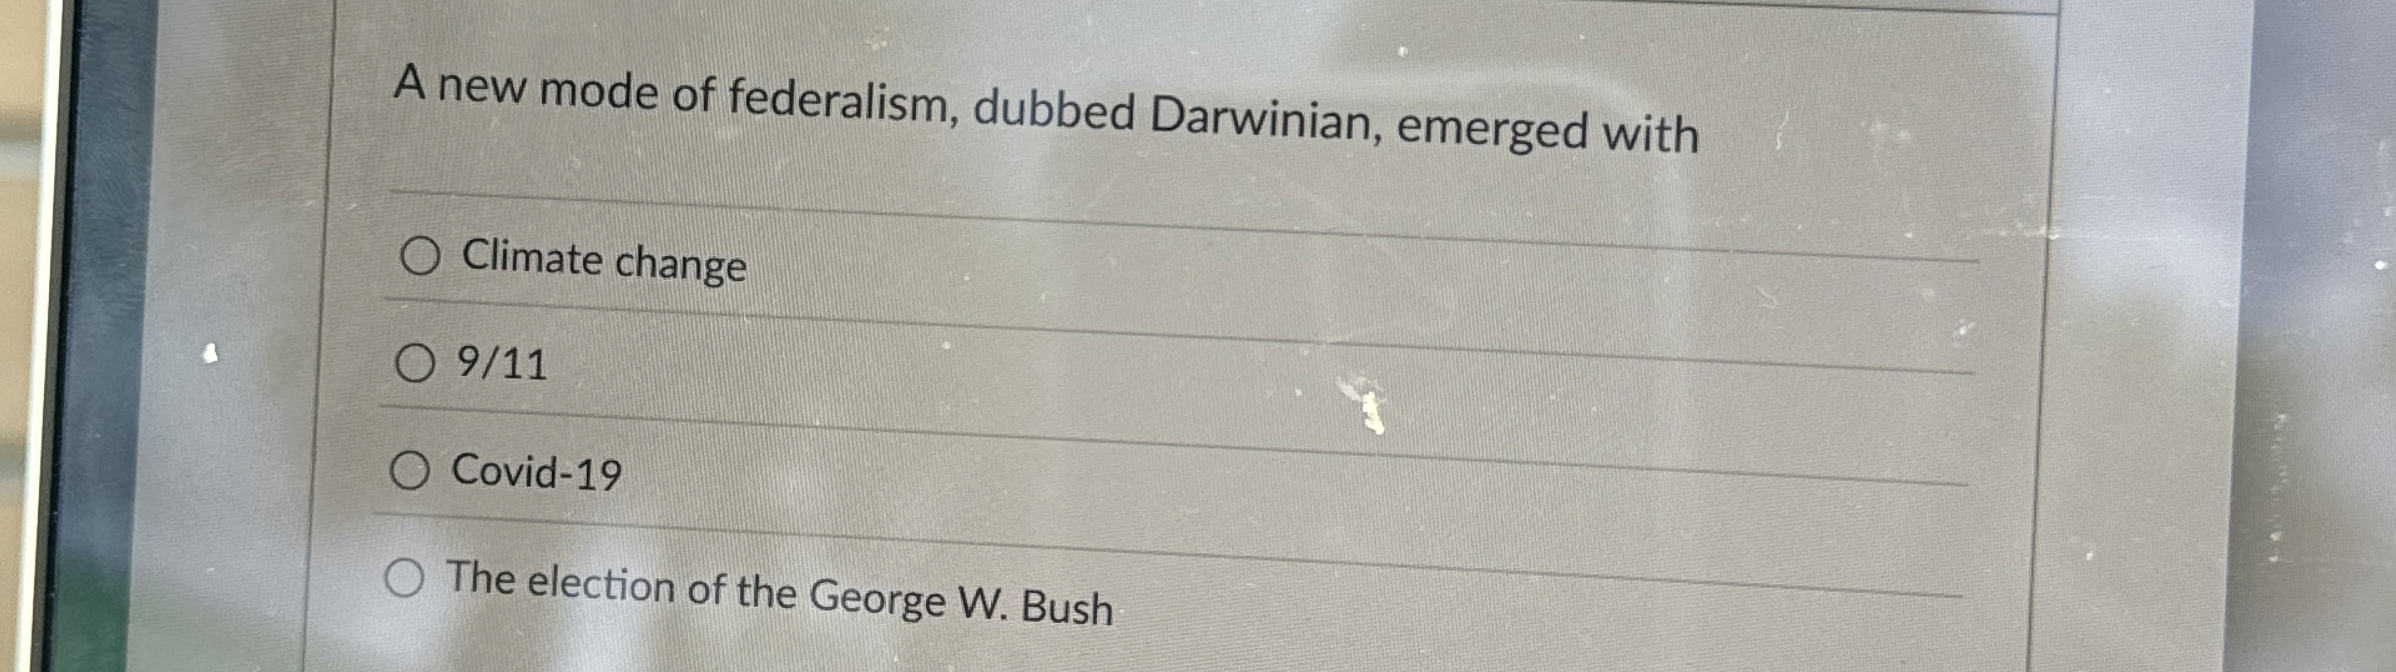 A new mode of federalism, dubbed Darwinian, emerged with
Climate change
9/11
Covid-19
The election of the George W. Bush